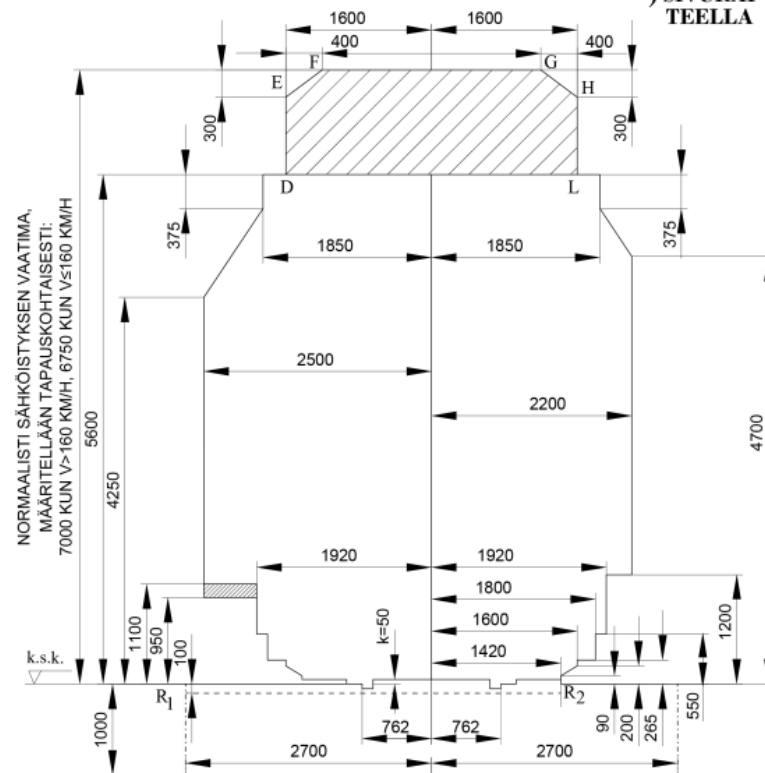 ) SIVURAI
TEELLA
1600 1600
400 400
F G
E H
300 300
D L
375 375
1850 1850
NORMAALISTI SÄHKÖISTYKSEN VAATIMA,
MÄÄRITELLÄÄN TAPAUSKOHTAISESTI:
7000 KUN V>160 KM/H, 6750 KUN V≤160 KM/H
5600
4250
2500
2200
4700
1920 1920
1800
1600
1420
k=50
1100
950
100
k.s.k.
R1 R2
1000
762 762
2700 2700
90
200
265
550
1200